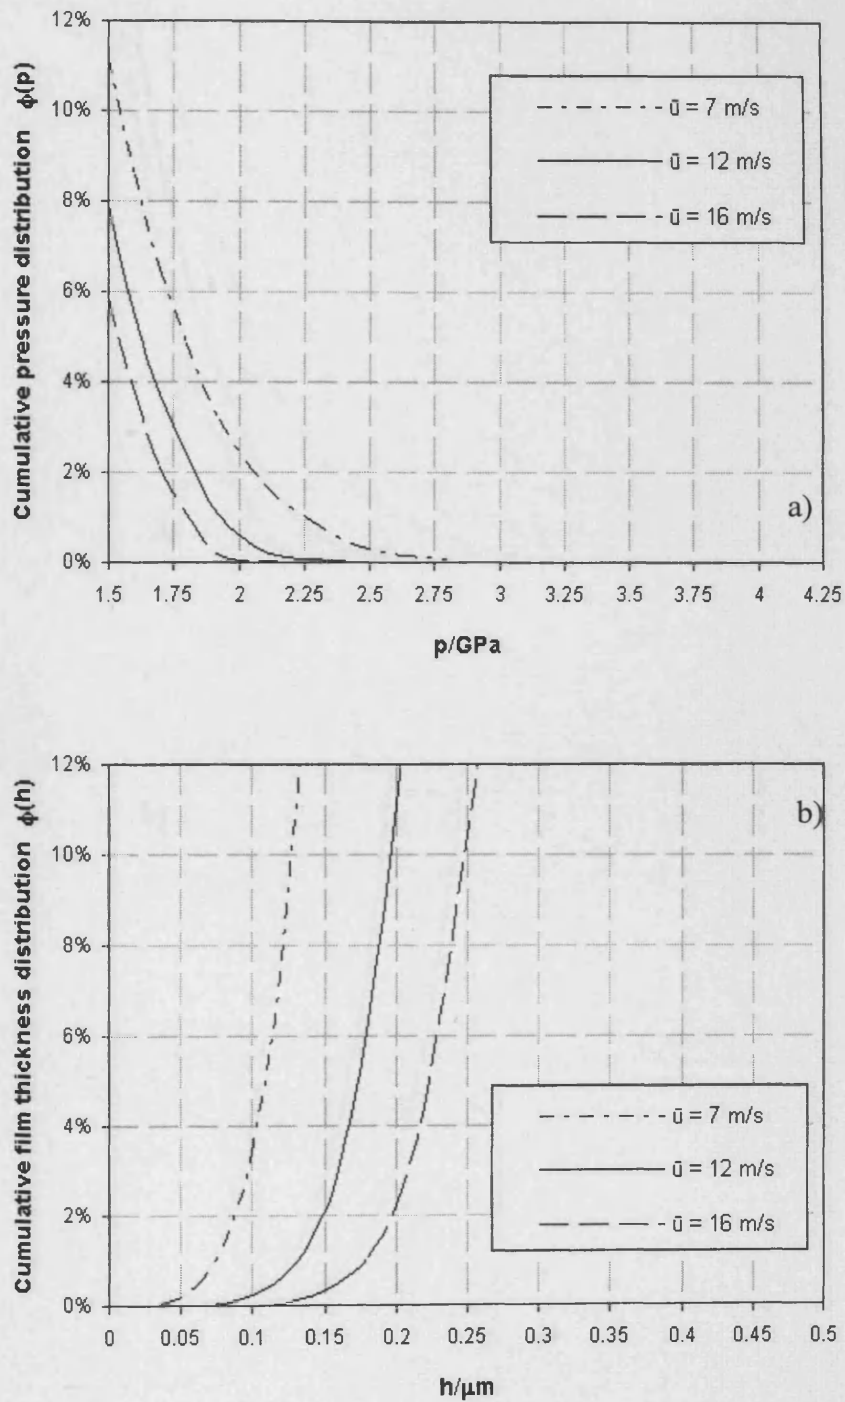 12%
10%
8%
6%
4%
2%
0%
Cumulative pressure distribution ϕ(p)
ū = 7 m/s
ū = 12 m/s
ū = 16 m/s
a)
1.5 1.75 2 2.25 2.5 2.75 3 3.25 3.5 3.75 4 4.25
p/GPa
12%
10%
8%
6%
4%
2%
0%
Cumulative film thickness distribution ϕ(h)
b)
ū = 7 m/s
ū = 12 m/s
ū = 16 m/s
0 0.05 0.1 0.15 0.2 0.25 0.3 0.35 0.4 0.45 0.5
h/μm